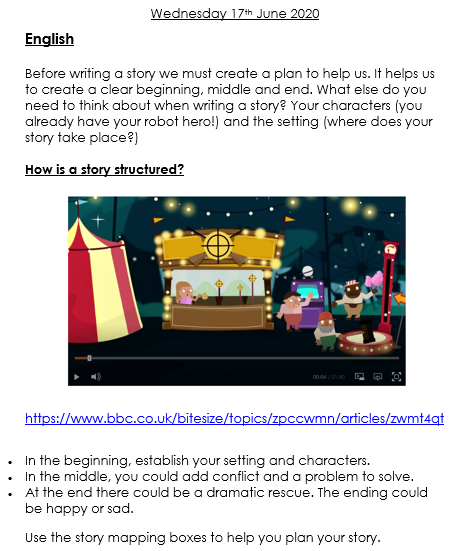 Wednesday 17th June 2020
English
Before writing a story we must create a plan to help us. It helps us
to create a clear beginning, middle and end. What else do you
need to think about when writing a story? Your characters (you
already have your robot hero!) and the setting (where does your
story take place?)
How is a story structured?
00:04 / 01:40
https://www.bbc.co.uk/bitesize/topics/zpccwmn/articles/zwmt4qt
• In the beginning, establish your setting and characters.
• In the middle, you could add conflict and a problem to solve.
• At the end there could be a dramatic rescue. The ending could
be happy or sad.
Use the story mapping boxes to help you plan your story.